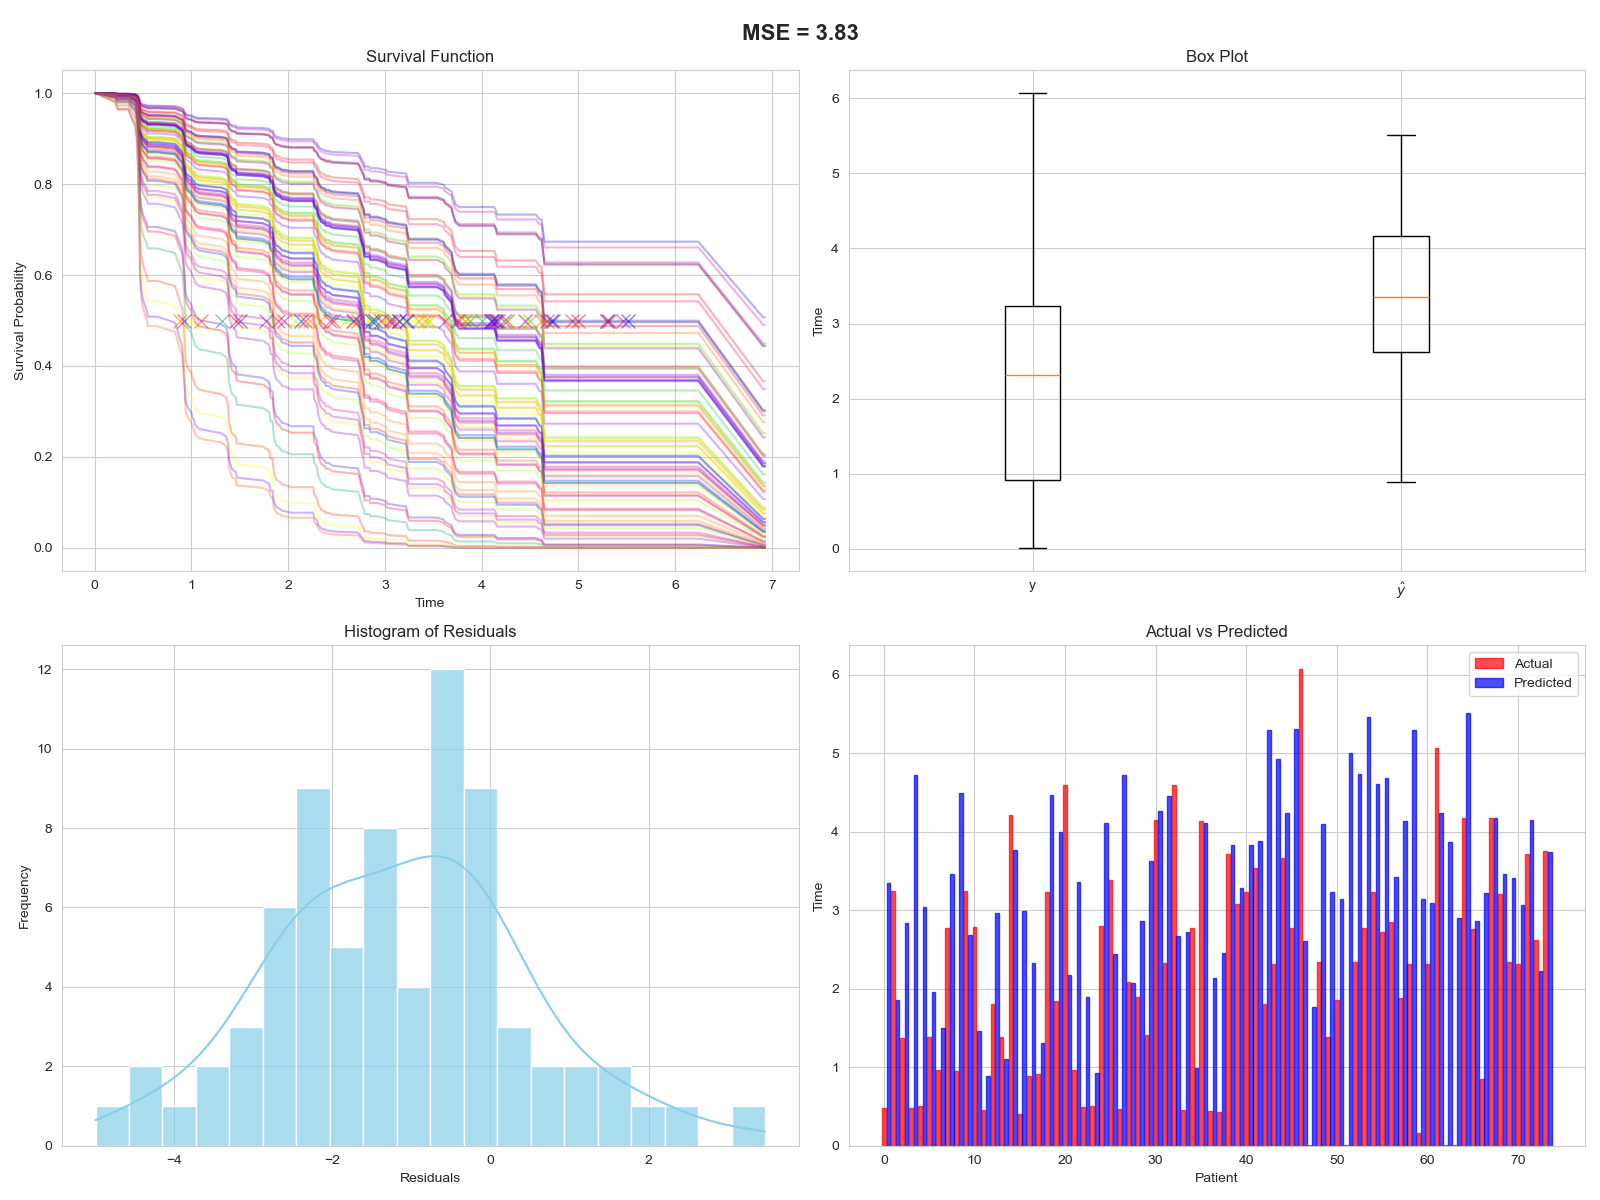 MSE = 3.83
Survival Function
Survival Probability
1.0
0.8
0.6
0.4
0.2
0.0
0 1 2 3 4 5 6 7
Time
Box Plot
Time
6
5
4
3
2
1
0
y ŷ
Histogram of Residuals
Frequency
12
10
8
6
4
2
0
−4 −2 0 2
Residuals
Actual vs Predicted
Actual
Predicted
Time
6
5
4
3
2
1
0
0 10 20 30 40 50 60 70
Patient